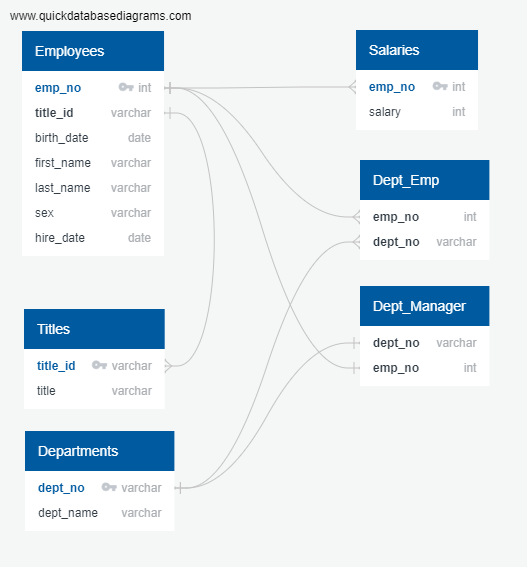 www.quickdatabasediagrams.com
Employees
emp_no int
title_id varchar
birth_date date
first_name varchar
last_name varchar
sex varchar
hire_date date
Salaries
emp_no int
salary int
Dept_Emp
emp_no int
dept_no varchar
Dept_Manager
dept_no varchar
emp_no int
Titles
title_id varchar
title varchar
Departments
dept_no varchar
dept_name varchar